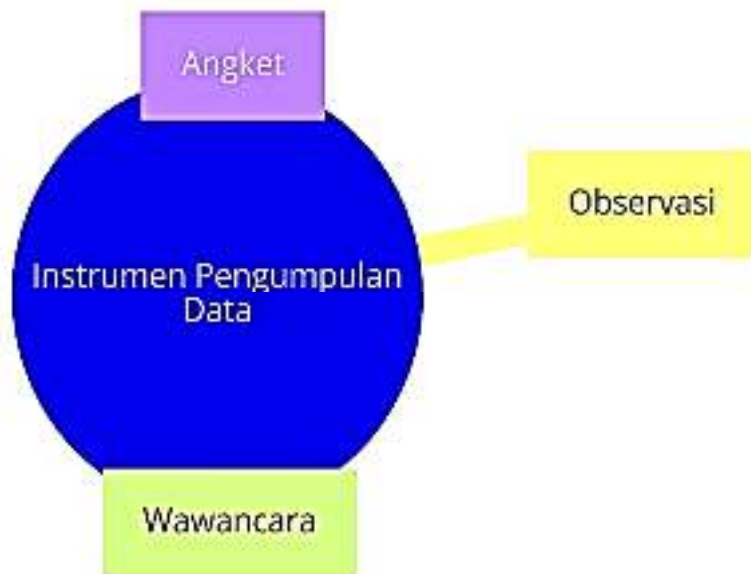 Angket
Observasi
Instrumen Pengumpulan
Data
Wawancara